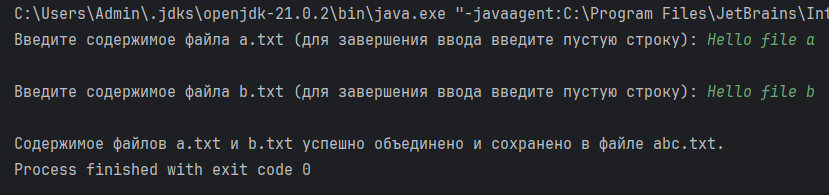 C:\Users\Admin\.jdks\openjdk-21.0.2\bin\java.exe "-javaagent:C:\Program Files\JetBrains\Int
Введите содержимое файла a.txt (для завершения ввода введите пустую строку): Hello file a
Введите содержимое файла b.txt (для завершения ввода введите пустую строку): Hello file b
Содержимое файлов a.txt и b.txt успешно объединено и сохранено в файле abc.txt.
Process finished with exit code 0